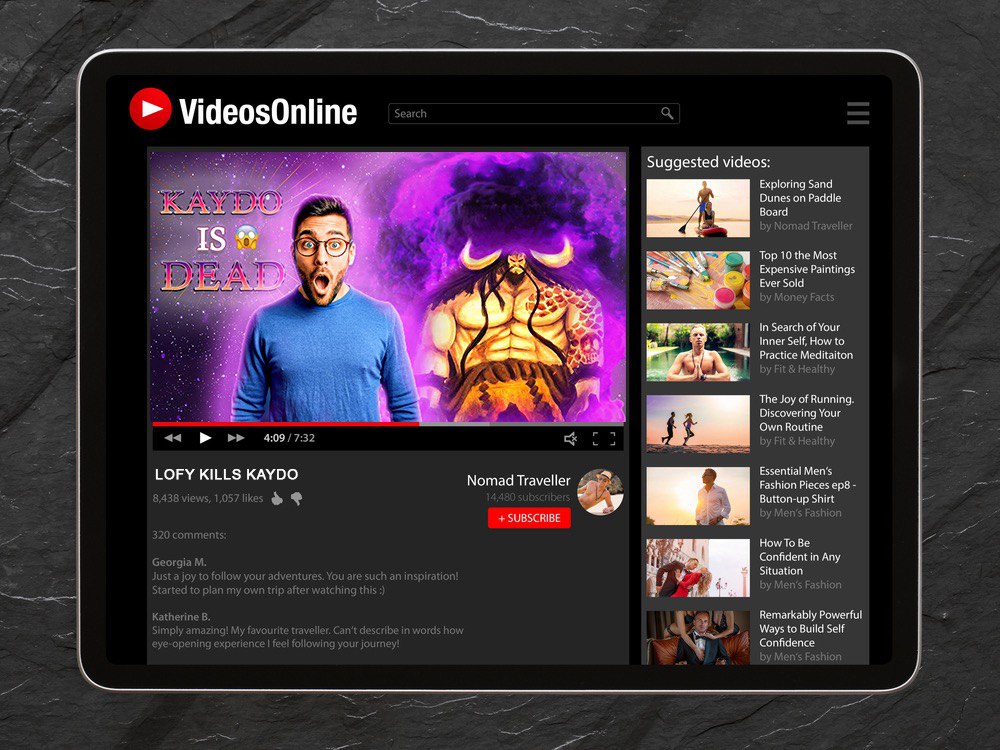 VideosOnline
Search
KAYDO
IS 😱
DEAD
4:09 / 7:32
LOFY KILLS KAYDO
8,438 views, 1,057 likes
Nomad Traveller
14,480 subscribers
+ SUBSCRIBE
320 comments:
Georgia M.
Just a joy to follow your adventures. You are such an inspiration!
Started to plan my own trip after watching this :)
Katherine B.
Simply amazing! My favourite traveller. Can't describe in words how
eye-opening experience I feel following your journey!
Suggested videos:
Exploring Sand
Dunes on Paddle
Board
by Nomad Traveller
Top 10 the Most
Expensive Paintings
Ever Sold
by Money Facts
In Search of Your
Inner Self, How to
Practice Meditaiton
by Fit & Healthy
The Joy of Running.
Discovering Your
Own Routine
by Fit & Healthy
Essential Men's
Fashion Pieces ep8 -
Button-up Shirt
by Men's Fashion
How To Be
Confident in Any
Situation
by Men's Fashion
Remarkably Powerful
Ways to Build Self
Confidence
by Men's Fashion